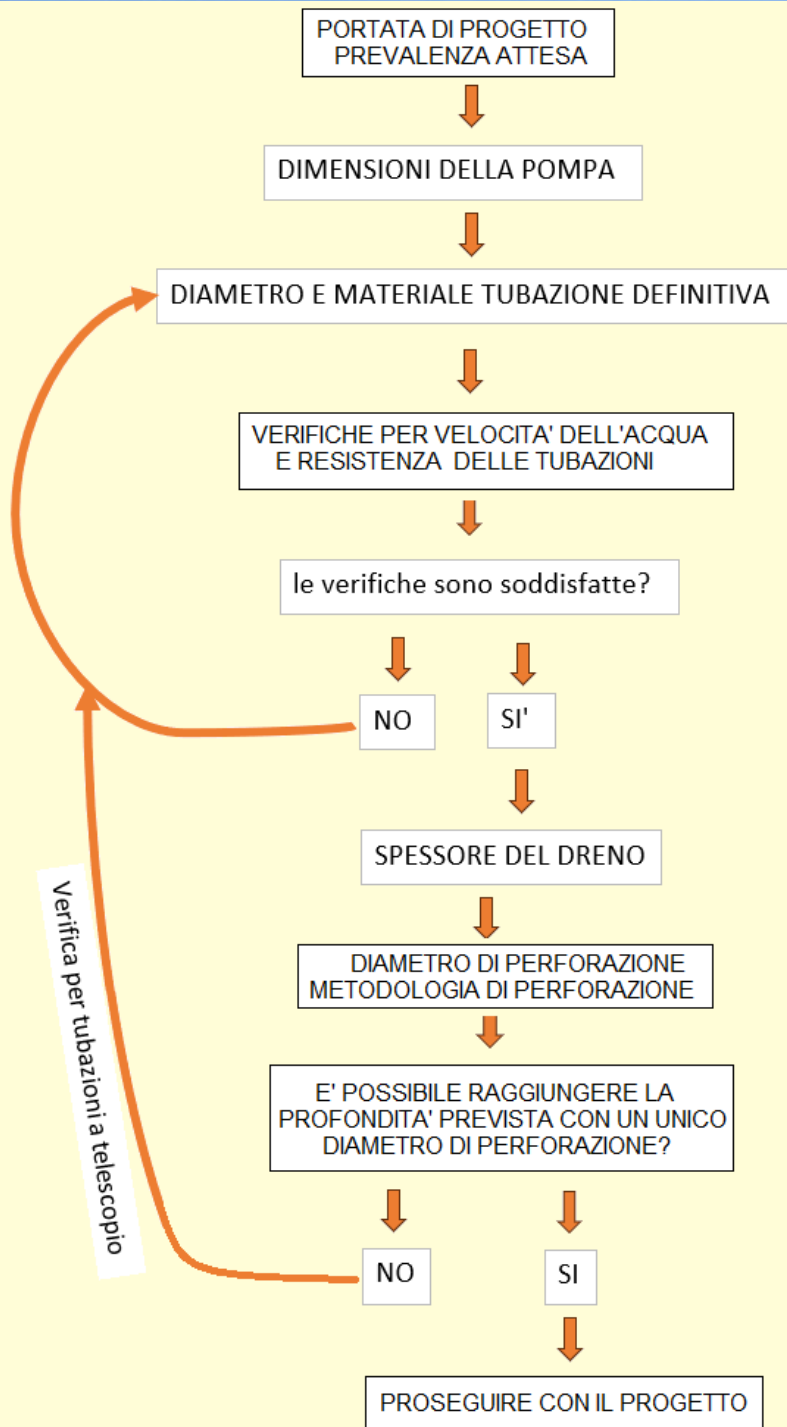 PORTATA DI PROGETTO
PREVALENZA ATTESA
DIMENSIONI DELLA POMPA
DIAMETRO E MATERIALE TUBAZIONE DEFINITIVA
VERIFICHE PER VELOCITA' DELL'ACQUA
E RESISTENZA DELLE TUBAZIONI
le verifiche sono soddisfatte?
NO
SI'
SPESSORE DEL DRENO
DIAMETRO DI PERFORAZIONE
METODOLOGIA DI PERFORAZIONE
Verifica per tubazioni a telescopio
E' POSSIBILE RAGGIUNGERE LA
PROFONDITA' PREVISTA CON UN UNICO
DIAMETRO DI PERFORAZIONE?
NO
SI
PROSEGUIRE CON IL PROGETTO